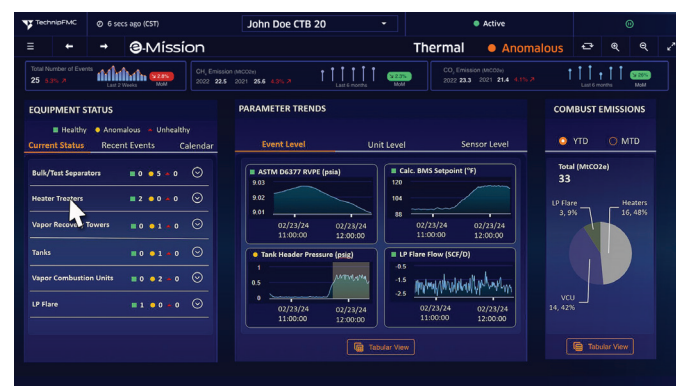 TechnipFMC
6 secs ago (CST)
John Doe CTB 20
Active
e-Mission
Thermal
Anomalous
Total Number of Events
25
Last 2 Weeks
MoM
CH₄ Emission (MtCO2e)
2022 22.5 2021 25.6 4.2%
Last 6 months
MoM
CO₂ Emission (MtCO2e)
2022 23.3 2021 21.4 4.1%
Last 6 months
MoM
EQUIPMENT STATUS
Healthy Anomalous Unhealthy
Current Status Recent Events Calendar
Bulk/Test Separators 0 5 0
Heater Treaters 2 0 0
Vapor Recovery Towers 0 1 0
Tanks 0 1 0
Vapor Combustion Units 0 2 0
LP Flare 1 0 0
PARAMETER TRENDS
Event Level Unit Level Sensor Level
ASTM D6377 RVPE (psia)
9.03
9.02
9.01
02/23/24 02/23/24
11:00:00 12:00:00
Calc. BMS Setpoint (°F)
120
104
88
02/23/24 02/23/24
11:00:00 12:00:00
Tank Header Pressure (psig)
1
0.5
0
02/23/24 02/23/24
11:00:00 12:00:00
LP Flare Flow (SCF/D)
-0.5
-1.5
-2.5
02/23/24 02/23/24
11:00:00 12:00:00
Tabular View
COMBUST EMISSIONS
YTD MTD
Total (MtCO2e)
33
LP Flare
3, 9%
Heaters
16, 48%
VCU
14, 42%
Tabular View